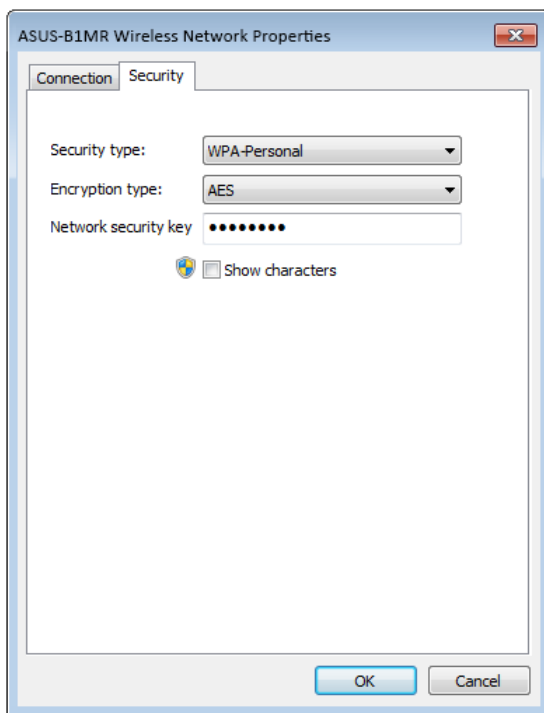 ASUS-B1MR Wireless Network Properties
Connection Security
Security type: WPA-Personal
Encryption type: AES
Network security key ••••••••
Show characters
OK Cancel